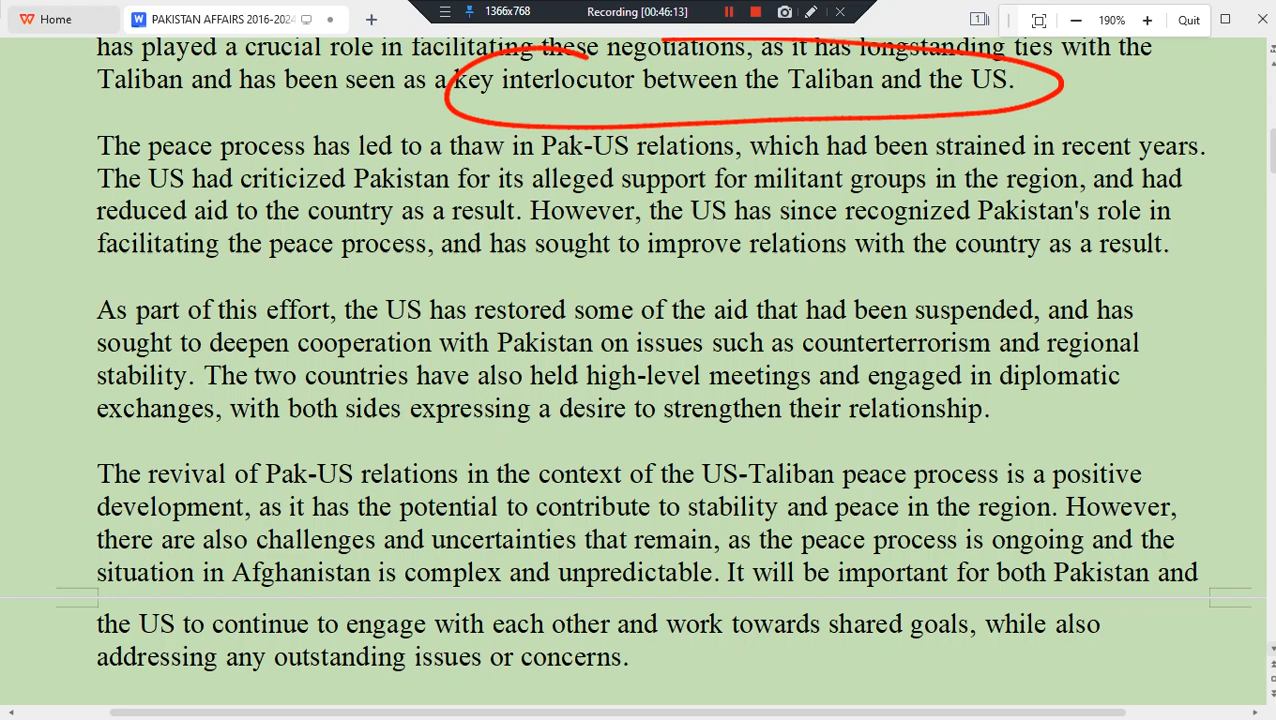 Home
PAKISTAN AFFAIRS 2016-2024
1366x768
Recording [00:46:13]
190%
Quit
has played a crucial role in facilitating these negotiations, as it has longstanding ties with the
Taliban and has been seen as a key interlocutor between the Taliban and the US.
The peace process has led to a thaw in Pak-US relations, which had been strained in recent years.
The US had criticized Pakistan for its alleged support for militant groups in the region, and had
reduced aid to the country as a result. However, the US has since recognized Pakistan's role in
facilitating the peace process, and has sought to improve relations with the country as a result.
As part of this effort, the US has restored some of the aid that had been suspended, and has
sought to deepen cooperation with Pakistan on issues such as counterterrorism and regional
stability. The two countries have also held high-level meetings and engaged in diplomatic
exchanges, with both sides expressing a desire to strengthen their relationship.
The revival of Pak-US relations in the context of the US-Taliban peace process is a positive
development, as it has the potential to contribute to stability and peace in the region. However,
there are also challenges and uncertainties that remain, as the peace process is ongoing and the
situation in Afghanistan is complex and unpredictable. It will be important for both Pakistan and
the US to continue to engage with each other and work towards shared goals, while also
addressing any outstanding issues or concerns.